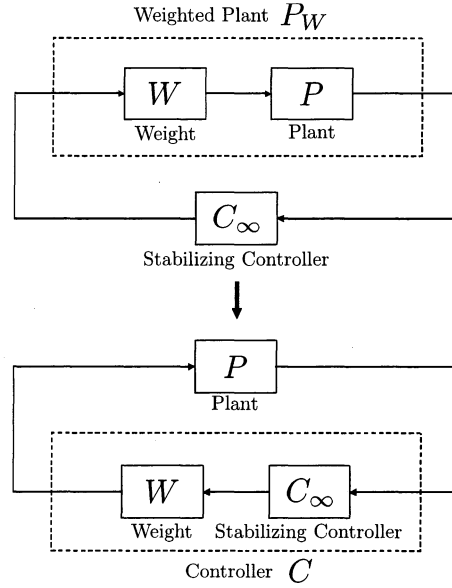 Weighted Plant P_W
W P
Weight Plant
C_∞
Stabilizing Controller
P
Plant
W C_∞
Weight Stabilizing Controller
Controller C